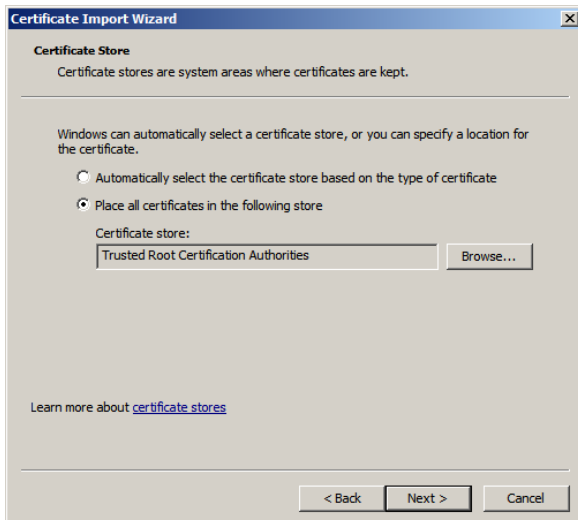 Certificate Import Wizard
Certificate Store
Certificate stores are system areas where certificates are kept.
Windows can automatically select a certificate store, or you can specify a location for
the certificate.
Automatically select the certificate store based on the type of certificate
Place all certificates in the following store
Certificate store:
Trusted Root Certification Authorities
Browse...
Learn more about certificate stores
< Back
Next >
Cancel